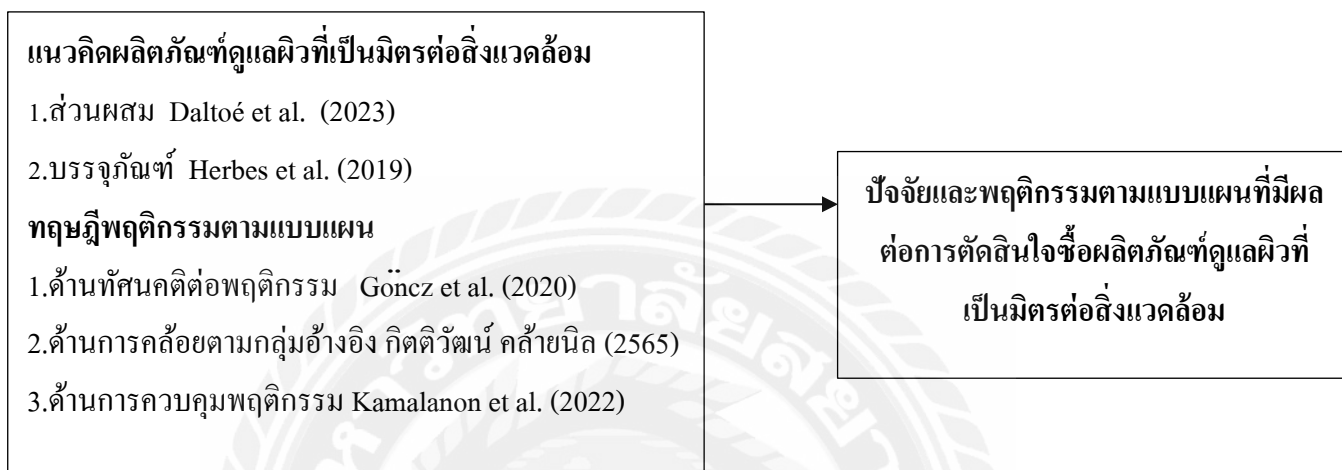 แนวคิดผลิตภัณฑ์ดูแลผิวที่เป็นมิตรต่อสิ่งแวดล้อม
1.ส่วนผสม Daltoé et al. (2023)
2.บรรจุภัณฑ์ Herbes et al. (2019)
ทฤษฎีพฤติกรรมตามแบบแผน
1.ด้านทัศนคติต่อพฤติกรรม Göncz et al. (2020)
2.ด้านการคล้อยตามกลุ่มอ้างอิง กิตติวัฒน์ คล้ายนิล (2565)
3.ด้านการควบคุมพฤติกรรม Kamalanon et al. (2022)
ปัจจัยและพฤติกรรมตามแบบแผนที่มีผล
ต่อการตัดสินใจซื้อผลิตภัณฑ์ดูแลผิวที่
เป็นมิตรต่อสิ่งแวดล้อม